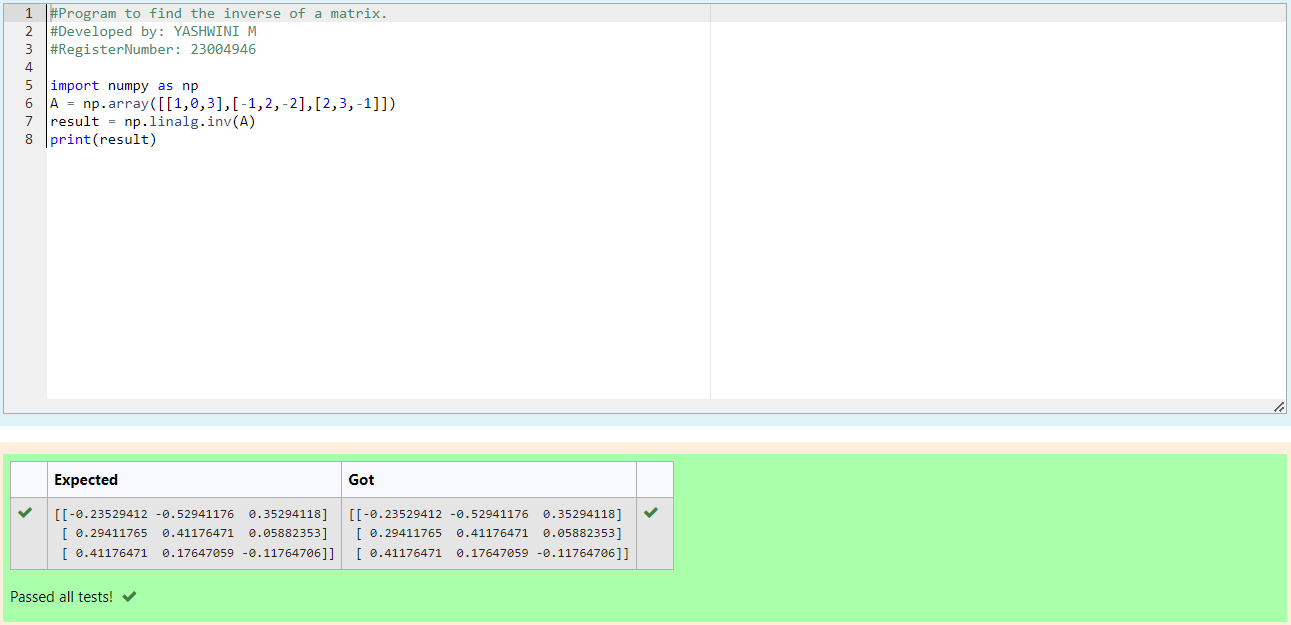 1 #Program to find the inverse of a matrix.
2 #Developed by: YASHWINI M
3 #RegisterNumber: 23004946
4
5 import numpy as np
6 A = np.array([[1,0,3],[-1,2,-2],[2,3,-1]])
7 result = np.linalg.inv(A)
8 print(result)
Expected Got
[[-0.23529412 -0.52941176  0.35294118] [[-0.23529412 -0.52941176  0.35294118]
[ 0.29411765  0.41176471  0.05882353] [ 0.29411765  0.41176471  0.05882353]
[ 0.41176471  0.17647059 -0.11764706]] [ 0.41176471  0.17647059 -0.11764706]]
Passed all tests!